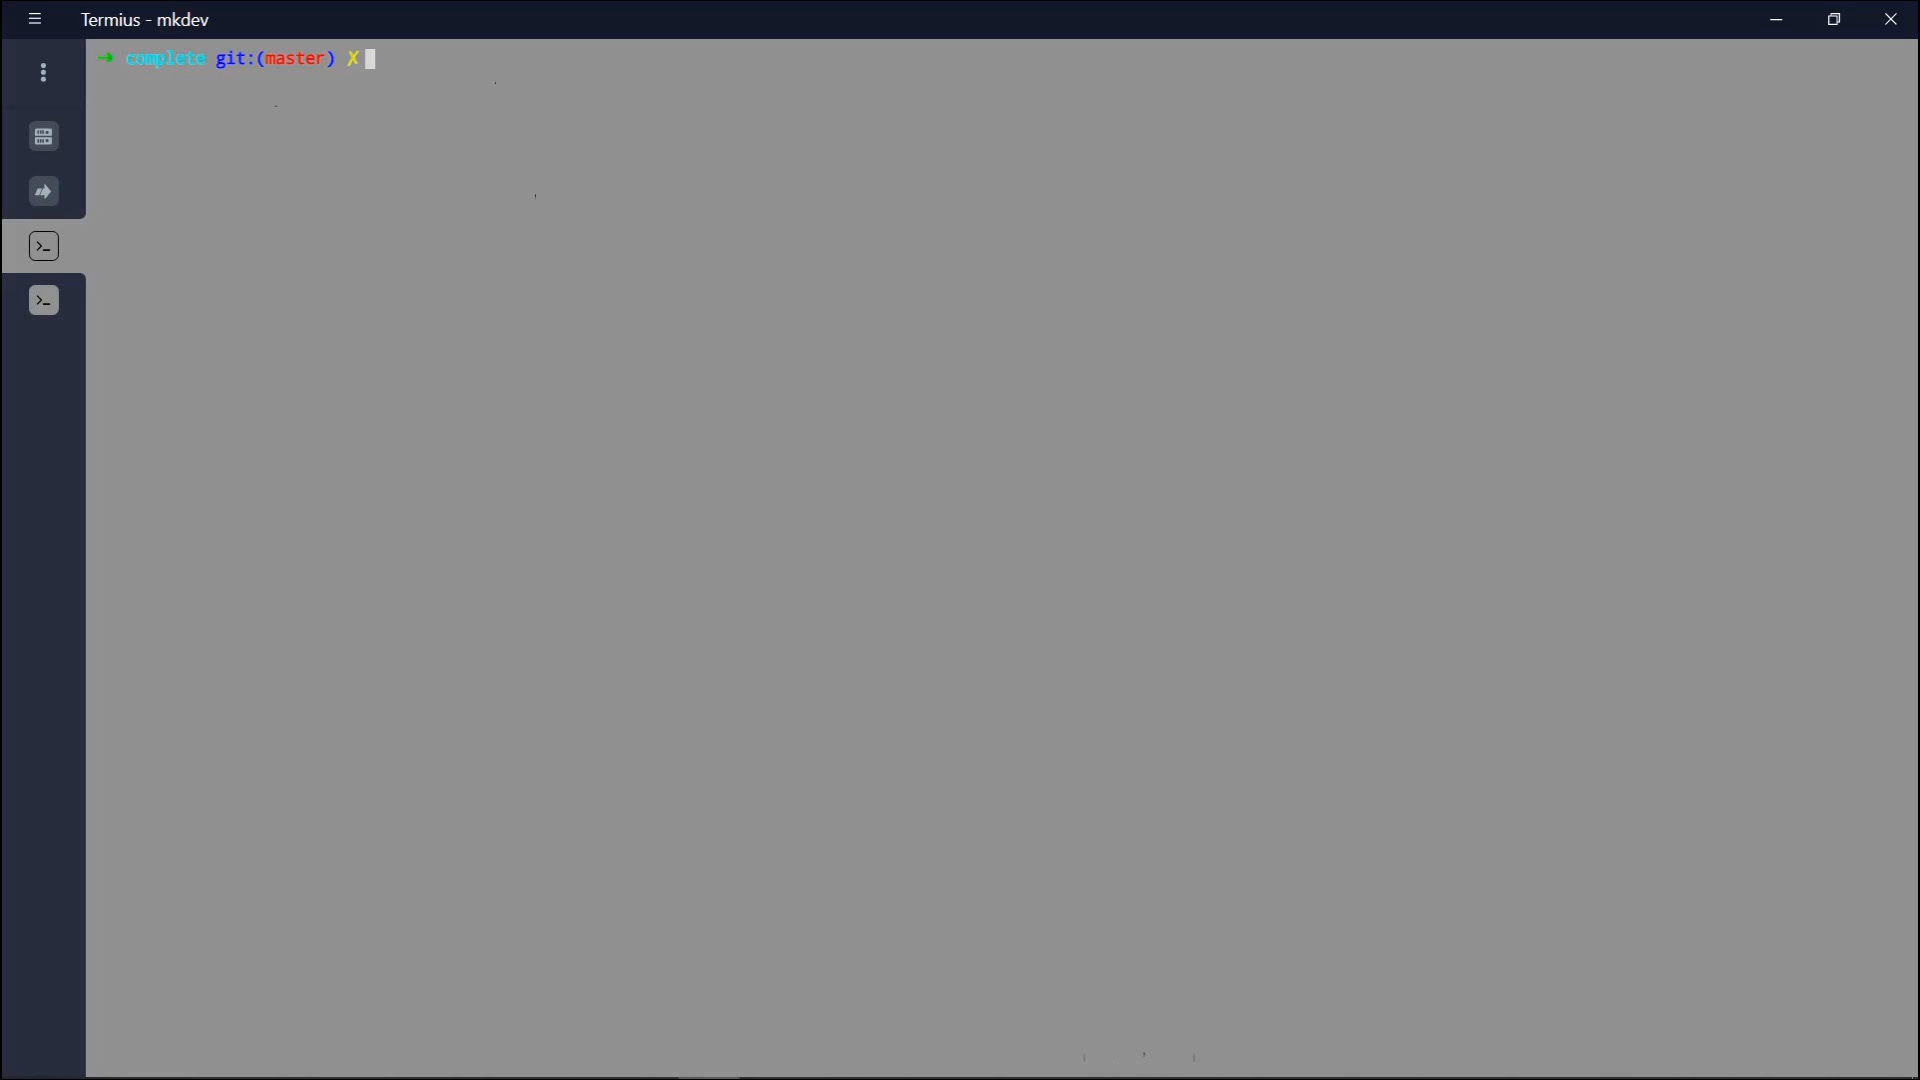 Termius - mkdev
➜ complete git:(master) ✗